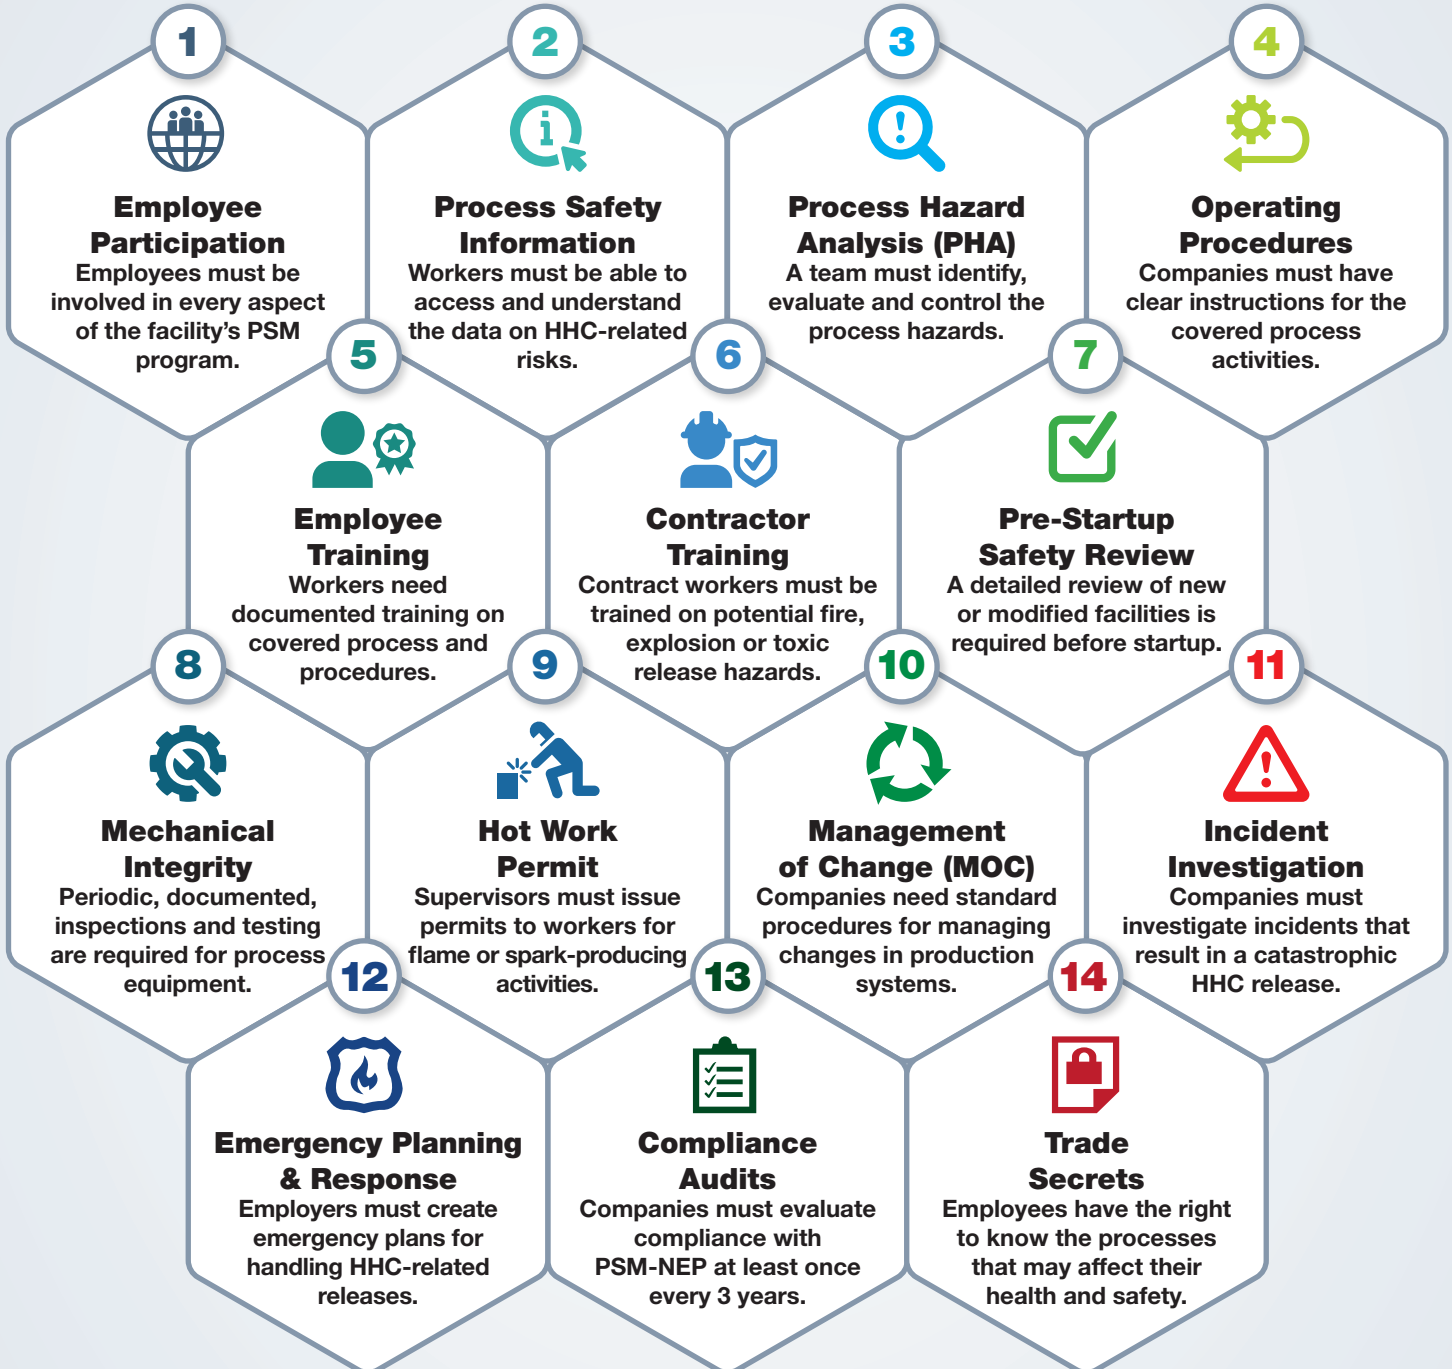 1
Employee
Participation
Employees must be
involved in every aspect
of the facility's PSM
program.
2
Process Safety
Information
Workers must be able to
access and understand
the data on HHC-related
risks.
3
Process Hazard
Analysis (PHA)
A team must identify,
evaluate and control the
process hazards.
4
Operating
Procedures
Companies must have
clear instructions for the
covered process
activities.
5
Employee
Training
Workers need
documented training on
covered process and
procedures.
6
Contractor
Training
Contract workers must be
trained on potential fire,
explosion or toxic
release hazards.
7
Pre-Startup
Safety Review
A detailed review of new
or modified facilities is
required before startup.
8
Mechanical
Integrity
Periodic, documented,
inspections and testing
are required for process
equipment.
9
Hot Work
Permit
Supervisors must issue
permits to workers for
flame or spark-producing
activities.
10
Management
of Change (MOC)
Companies need standard
procedures for managing
changes in production
systems.
11
Incident
Investigation
Companies must
investigate incidents that
result in a catastrophic
HHC release.
12
Emergency Planning
& Response
Employers must create
emergency plans for
handling HHC-related
releases.
13
Compliance
Audits
Companies must evaluate
compliance with
PSM-NEP at least once
every 3 years.
14
Trade
Secrets
Employees have the right
to know the processes
that may affect their
health and safety.